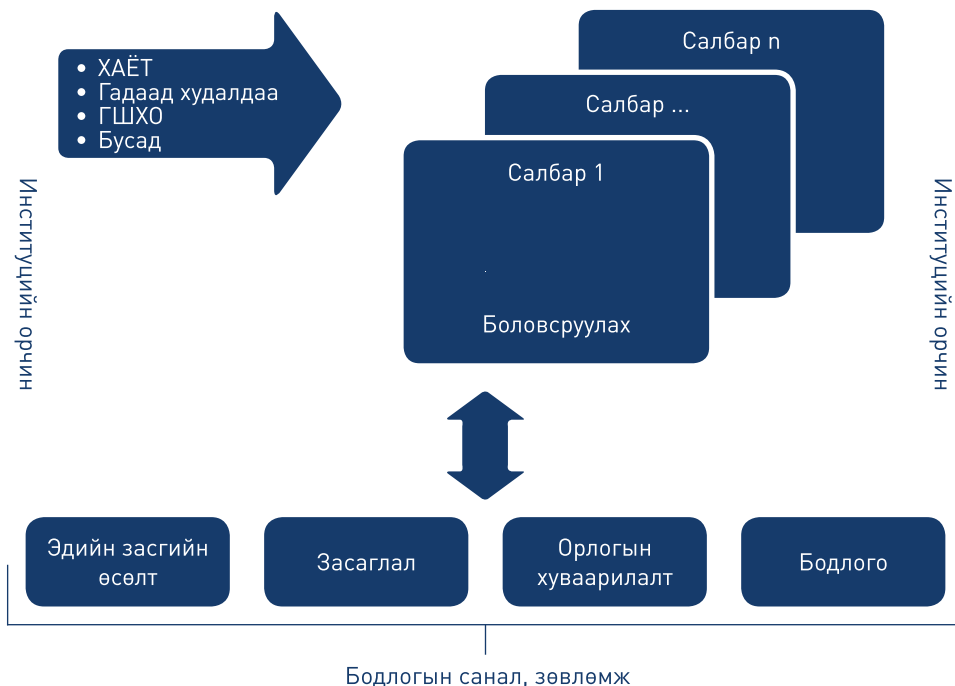 Салбар n
• ХАЁТ
• Гадаад худалдаа
• ГШХО
• Бусад
Салбар ...
Салбар 1
Институцийн орчин
Институцийн орчин
Боловсруулах
Эдийн засгийн
өсөлт
Засаглал
Орлогын
хуваарилалт
Бодлого
Бодлогын санал, зөвлөмж